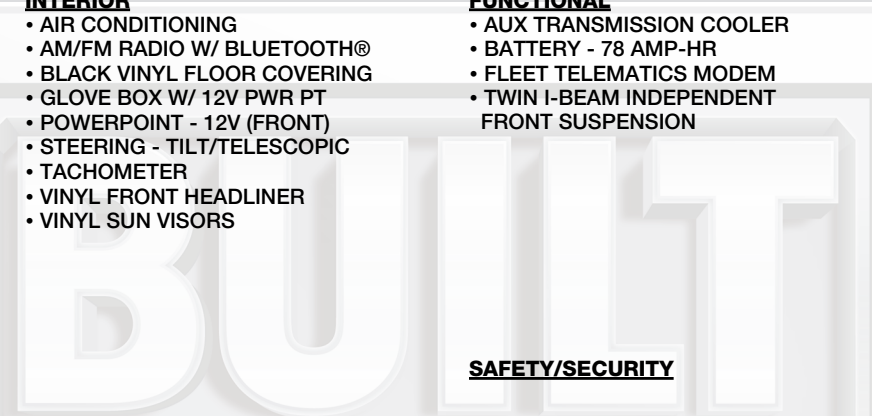 INTERIOR
• AIR CONDITIONING
• AM/FM RADIO W/ BLUETOOTH®
• BLACK VINYL FLOOR COVERING
• GLOVE BOX W/ 12V PWR PT
• POWERPOINT - 12V (FRONT)
• STEERING - TILT/TELESCOPIC
• TACHOMETER
• VINYL FRONT HEADLINER
• VINYL SUN VISORS
FUNCTIONAL
• AUX TRANSMISSION COOLER
• BATTERY - 78 AMP-HR
• FLEET TELEMATICS MODEM
• TWIN I-BEAM INDEPENDENT
FRONT SUSPENSION
SAFETY/SECURITY
BUILT